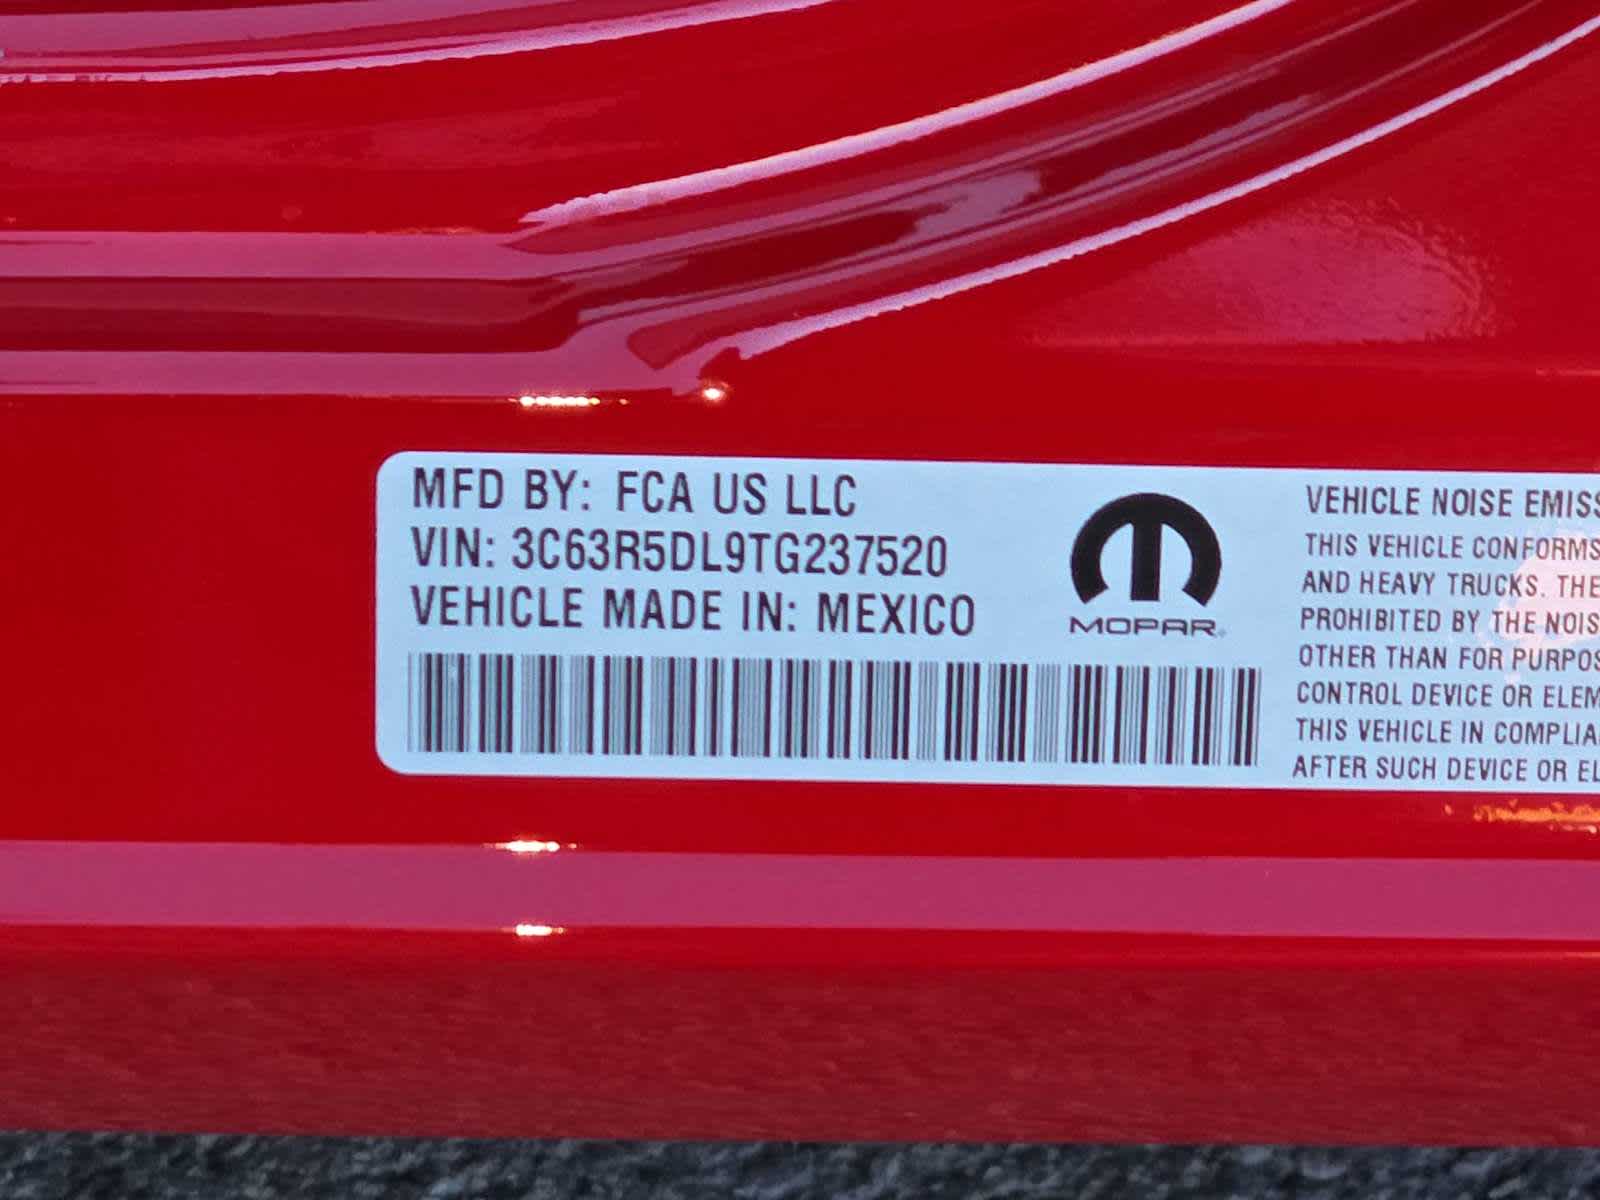 MFD BY: FCA US LLC
VIN: 3C63R5DL9TG237520
VEHICLE MADE IN: MEXICO
MOPAR
VEHICLE NOISE EMISS
THIS VEHICLE CONFORMS
AND HEAVY TRUCKS. THE
PROHIBITED BY THE NOIS
OTHER THAN FOR PURPOS
CONTROL DEVICE OR ELEM
THIS VEHICLE IN COMPLIA
AFTER SUCH DEVICE OR EL